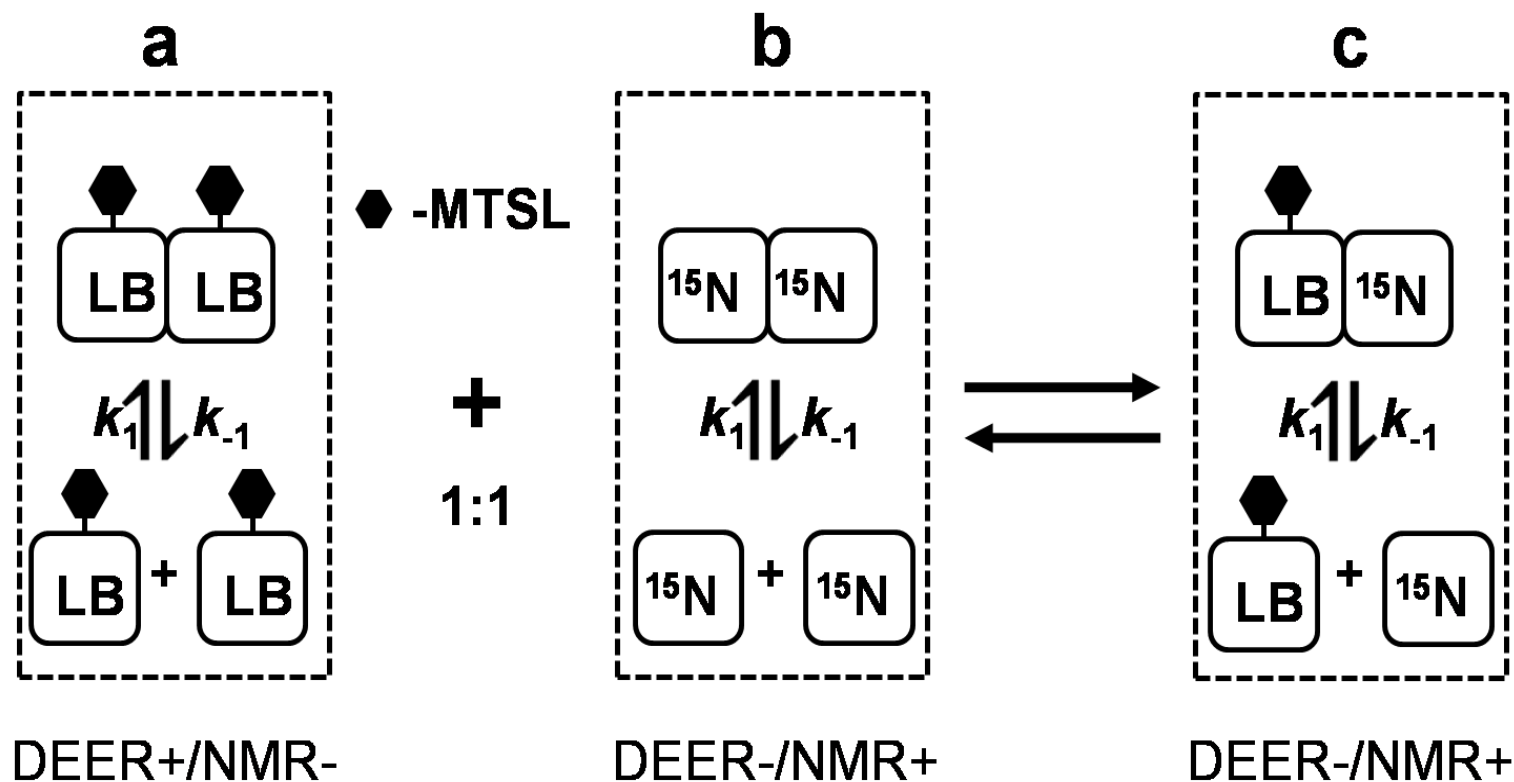 a
b
c
-MTSL
LB LB
¹⁵N ¹⁵N
LB ¹⁵N
k₁ k₋₁
+
k₁ k₋₁
k₁ k₋₁
1:1
LB + LB
¹⁵N + ¹⁵N
LB + ¹⁵N
DEER+/NMR-
DEER-/NMR+
DEER-/NMR+